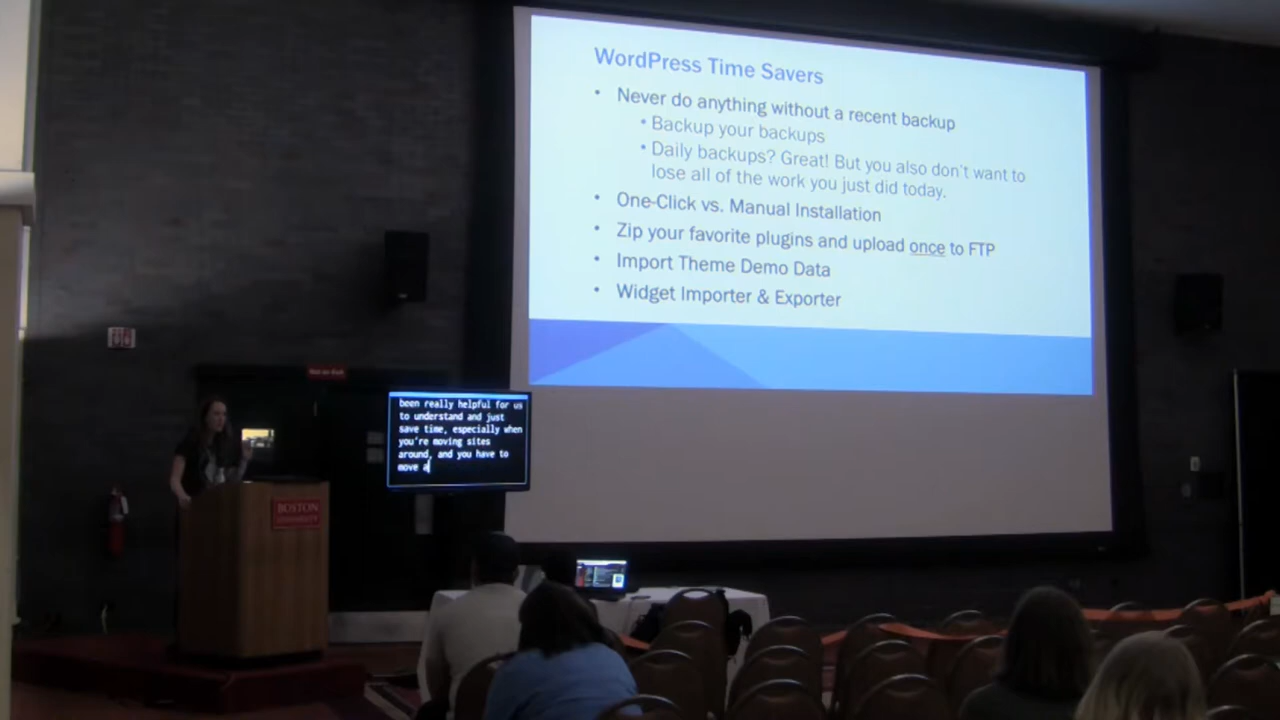 WordPress Time Savers
• Never do anything without a recent backup
• Backup your backups
• Daily backups? Great! But you also don't want to
lose all of the work you just did today.
• One-Click vs. Manual Installation
• Zip your favorite plugins and upload once to FTP
• Import Theme Demo Data
• Widget Importer & Exporter
been really helpful for us
to understand and just
save time, especially when
you're moving sites
around, and you have to
move a
BOSTON
UNIVERSITY